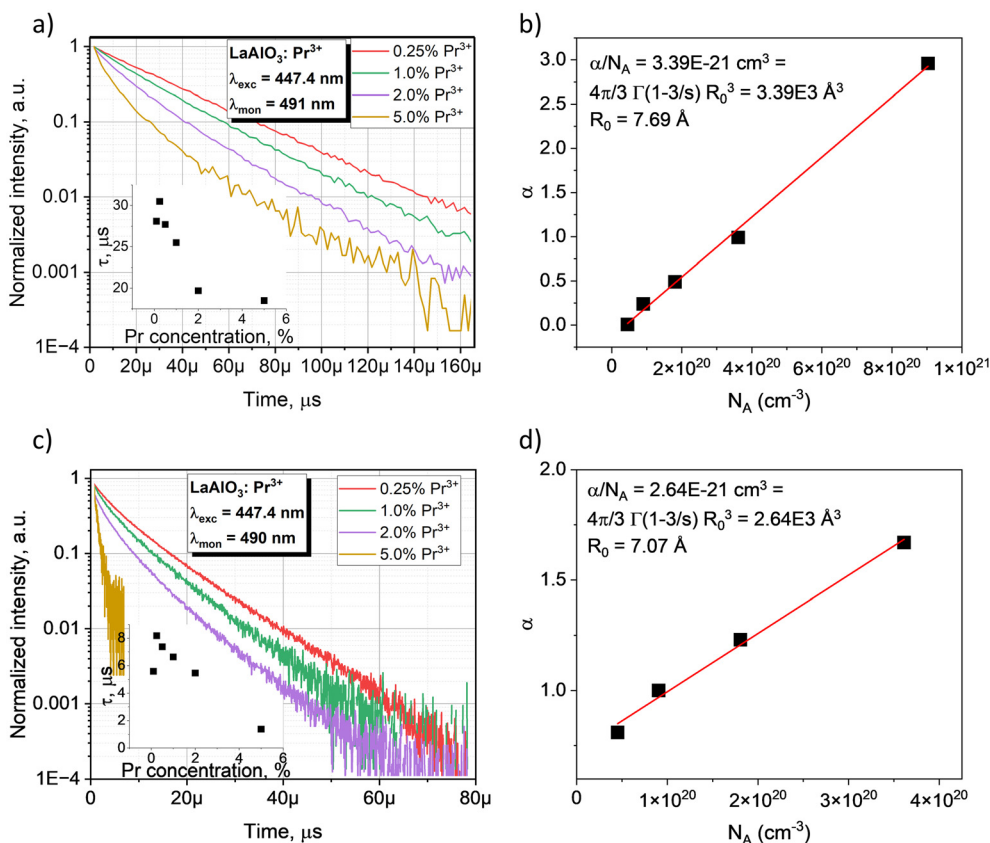 a)
LaAlO₃: Pr³⁺
λexc = 447.4 nm
λmon = 491 nm
0.25% Pr³⁺
1.0% Pr³⁺
2.0% Pr³⁺
5.0% Pr³⁺
Normalized intensity, a.u.
1
0.1
0.01
0.001
1E−4
τ, μs
30
25
20
0 2 4 6
Pr concentration, %
0 20μ 40μ 60μ 80μ 100μ 120μ 140μ 160μ
Time, μs
b)
α/N_A = 3.39E-21 cm³ =
4π/3 Γ(1-3/s) R₀³ = 3.39E3 Å³
R₀ = 7.69 Å
α
3.0
2.5
2.0
1.5
1.0
0.5
0.0
0 2×10²⁰ 4×10²⁰ 6×10²⁰ 8×10²⁰ 1×10²¹
N_A (cm⁻³)
c)
LaAlO₃: Pr³⁺
λexc = 447.4 nm
λmon = 490 nm
0.25% Pr³⁺
1.0% Pr³⁺
2.0% Pr³⁺
5.0% Pr³⁺
Normalized intensity, a.u.
1
0.1
0.01
0.001
1E−4
τ, μs
8
6
4
2
0
0 2 4 6
Pr concentration, %
0 20μ 40μ 60μ 80μ
Time, μs
d)
α/N_A = 2.64E-21 cm³ =
4π/3 Γ(1-3/s) R₀³ = 2.64E3 Å³
R₀ = 7.07 Å
α
2.0
1.5
1.0
0 1×10²⁰ 2×10²⁰ 3×10²⁰ 4×10²⁰
N_A (cm⁻³)